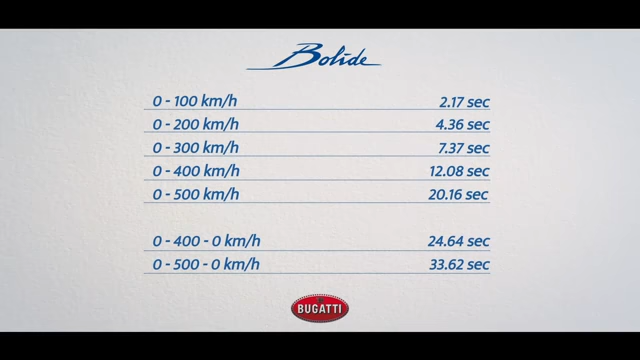 Bolide
0 - 100 km/h 2.17 sec
0 - 200 km/h 4.36 sec
0 - 300 km/h 7.37 sec
0 - 400 km/h 12.08 sec
0 - 500 km/h 20.16 sec
0 - 400 - 0 km/h 24.64 sec
0 - 500 - 0 km/h 33.62 sec
BUGATTI